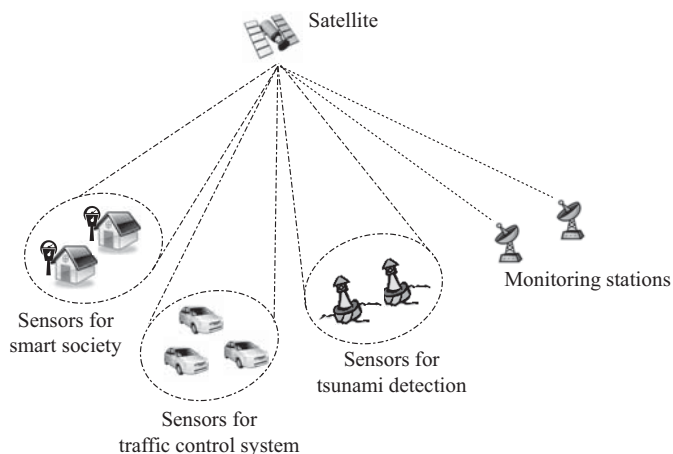 Satellite
Monitoring stations
Sensors for
smart society
Sensors for
tsunami detection
Sensors for
traffic control system